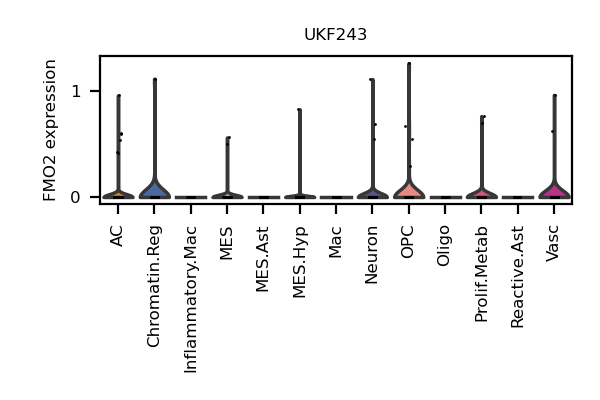 UKF243
FMO2 expression
1
0
AC
Chromatin.Reg
Inflammatory.Mac
MES
MES.Ast
MES.Hyp
Mac
Neuron
OPC
Oligo
Prolif.Metab
Reactive.Ast
Vasc